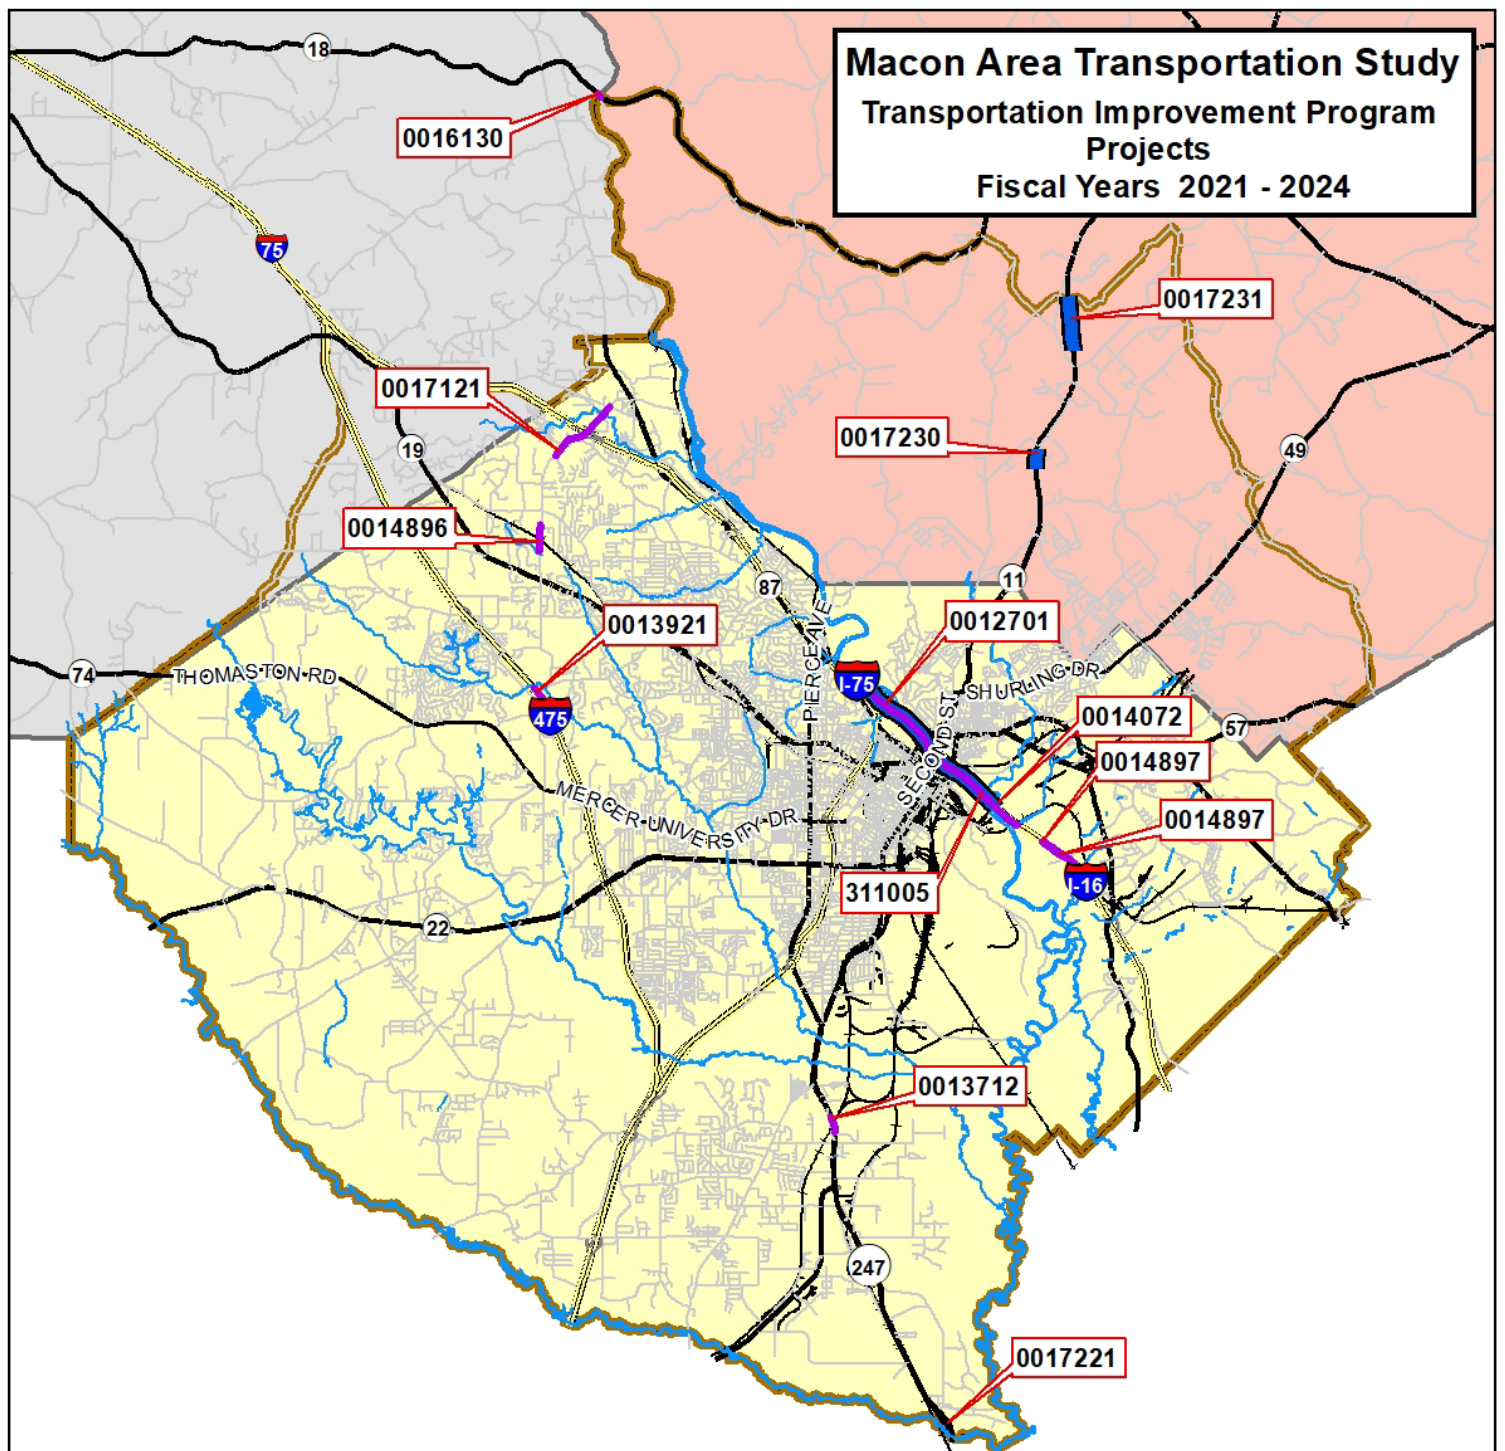 Macon Area Transportation Study
Transportation Improvement Program
Projects
Fiscal Years 2021 - 2024
18
0016130
75
0017231
0017121
0017230
19
49
0014896
87
11
0013921
0012701
PIERCE AVE
74
THOMASTON RD
I-75
SHURLING DR
475
0014072
SECOND ST
57
0014897
MERCER UNIVERSITY DR
0014897
311005
I-16
22
0013712
247
0017221